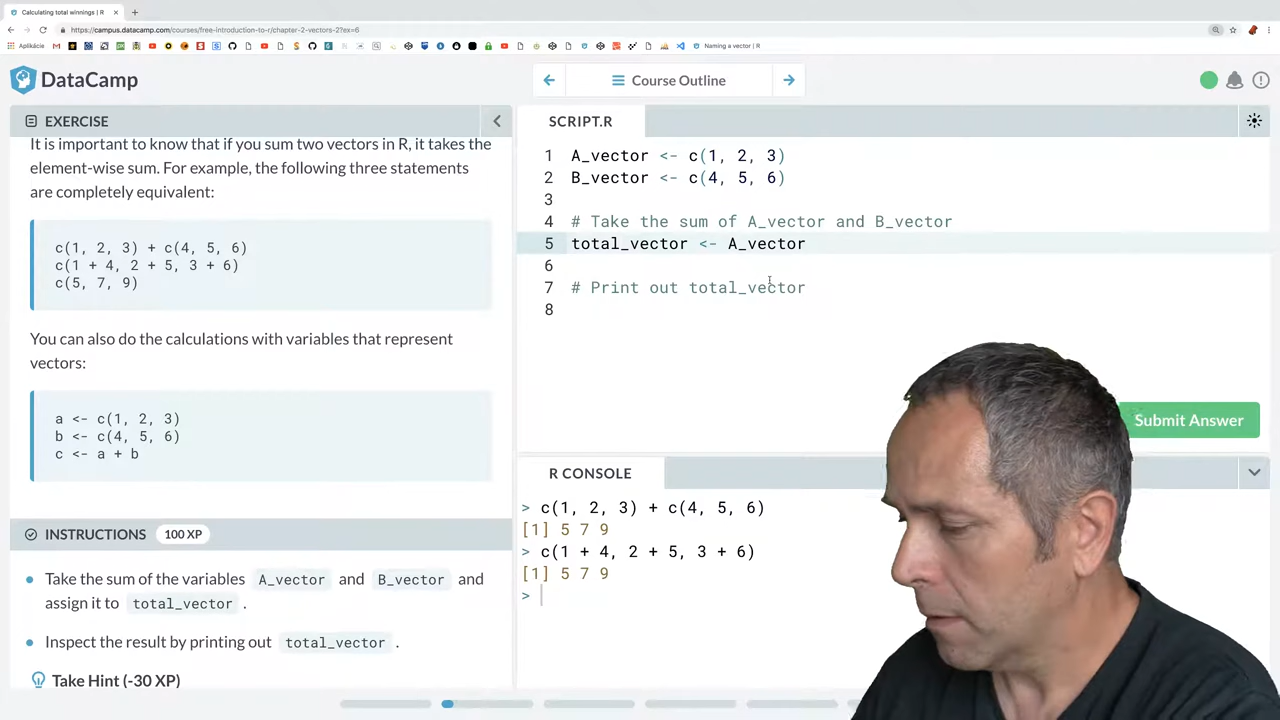 Calculating total winnings | R
https://campus.datacamp.com/courses/free-introduction-to-r/chapter-2-vectors-2?ex=6
Aplikácie
Naming a vector | R
DataCamp
Course Outline
EXERCISE
It is important to know that if you sum two vectors in R, it takes the
element-wise sum. For example, the following three statements
are completely equivalent:
c(1, 2, 3) + c(4, 5, 6)
c(1 + 4, 2 + 5, 3 + 6)
c(5, 7, 9)
You can also do the calculations with variables that represent
vectors:
a <- c(1, 2, 3)
b <- c(4, 5, 6)
c <- a + b
INSTRUCTIONS 100 XP
Take the sum of the variables A_vector and B_vector and
assign it to total_vector .
Inspect the result by printing out total_vector .
Take Hint (-30 XP)
SCRIPT.R
1 A_vector <- c(1, 2, 3)
2 B_vector <- c(4, 5, 6)
3
4 # Take the sum of A_vector and B_vector
5 total_vector <- A_vector
6
7 # Print out total_vector
8
Submit Answer
R CONSOLE
> c(1, 2, 3) + c(4, 5, 6)
[1] 5 7 9
> c(1 + 4, 2 + 5, 3 + 6)
[1] 5 7 9
>